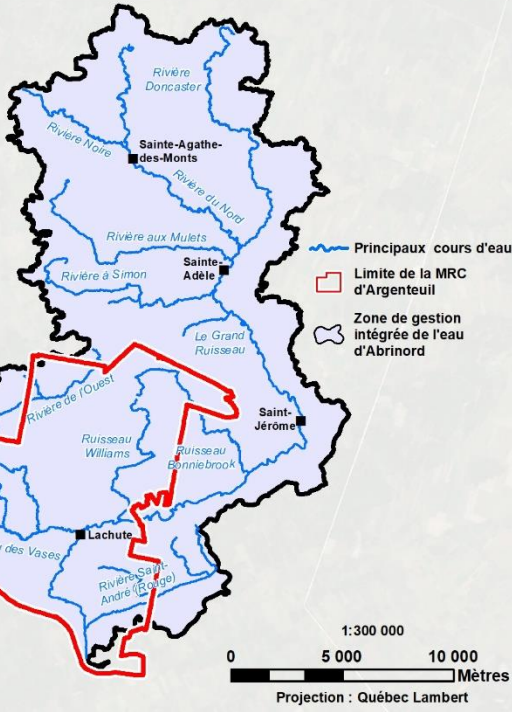 Rivière
Doncaster
Rivière Noire
Sainte-Agathe-
des-Monts
Rivière du Nord
Rivière aux Mulets
Sainte-
Adèle
Rivière à Simon
Principaux cours d'eau
Limite de la MRC
d'Argenteuil
Zone de gestion
intégrée de l'eau
d'Abrinord
Le Grand
Ruisseau
Rivière de l'Ouest
Saint-
Jérôme
Ruisseau
Williams
Ruisseau
Bonniebrook
Lachute
des Vases
Rivière Saint-
André (Rouge)
1:300 000
0 5 000 10 000
Mètres
Projection : Québec Lambert